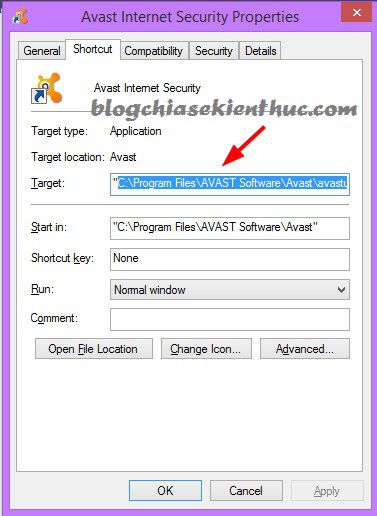 Avast Internet Security Properties
General Shortcut Compatibility Security Details
Avast Internet Security
blogchiasekienthuc.com
Target type: Application
Target location: Avast
Target: "C:\Program Files\AVAST Software\Avast\avastu
Start in: "C:\Program Files\AVAST Software\Avast"
Shortcut key: None
Run: Normal window
Comment:
Open File Location Change Icon... Advanced...
OK Cancel Apply